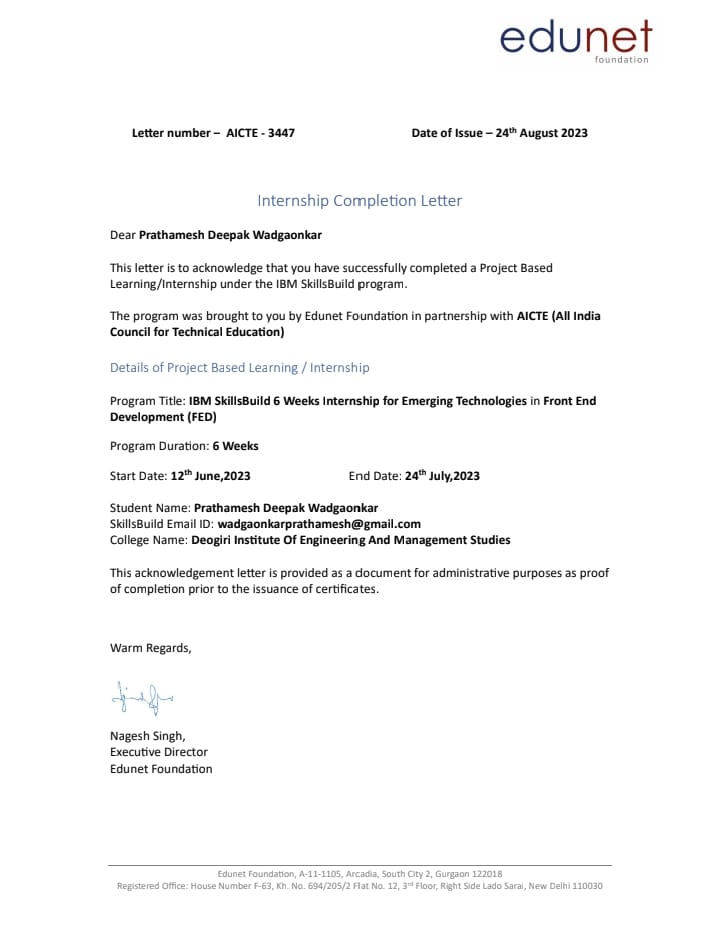 edunet
foundation
Letter number – AICTE - 3447 Date of Issue – 24th August 2023
Internship Completion Letter
Dear Prathamesh Deepak Wadgaonkar
This letter is to acknowledge that you have successfully completed a Project Based
Learning/Internship under the IBM SkillsBuild program.
The program was brought to you by Edunet Foundation in partnership with AICTE (All India
Council for Technical Education)
Details of Project Based Learning / Internship
Program Title: IBM SkillsBuild 6 Weeks Internship for Emerging Technologies in Front End
Development (FED)
Program Duration: 6 Weeks
Start Date: 12th June,2023 End Date: 24th July,2023
Student Name: Prathamesh Deepak Wadgaonkar
SkillsBuild Email ID: wadgaonkarprathamesh@gmail.com
College Name: Deogiri Institute Of Engineering And Management Studies
This acknowledgement letter is provided as a document for administrative purposes as proof
of completion prior to the issuance of certificates.
Warm Regards,
Nagesh Singh,
Executive Director
Edunet Foundation
Edunet Foundation, A-11-1105, Arcadia, South City 2, Gurgaon 122018
Registered Office: House Number F-63, Kh. No. 694/205/2 Flat No. 12, 3rd Floor, Right Side Lado Sarai, New Delhi 110030